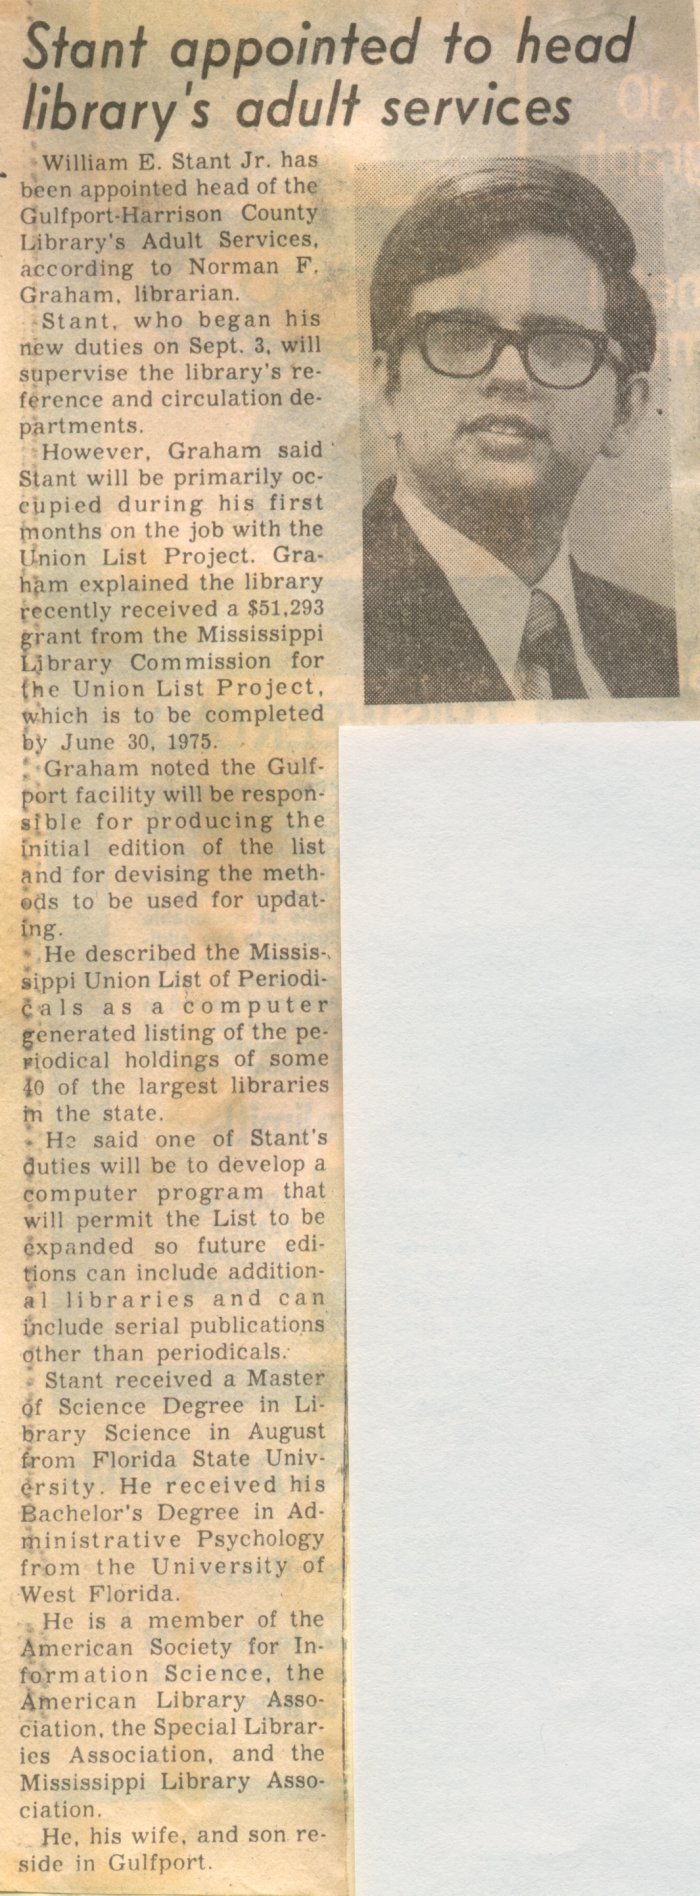 Stant appointed to head
library's adult services
William E. Stant Jr. has
been appointed head of the
Gulfport-Harrison County
Library's Adult Services,
according to Norman F.
Graham, librarian.
Stant, who began his
new duties on Sept. 3, will
supervise the library's re-
ference and circulation de-
partments.
However, Graham said
Stant will be primarily oc-
cupied during his first
months on the job with the
Union List Project. Gra-
ham explained the library
recently received a $51,293
grant from the Mississippi
Library Commission for
the Union List Project,
which is to be completed
by June 30, 1975.
Graham noted the Gulf-
port facility will be respon-
sible for producing the
initial edition of the list
and for devising the meth-
ods to be used for updat-
ing.
He described the Missis-
sippi Union List of Periodi-
cals as a computer
generated listing of the pe-
riodical holdings of some
40 of the largest libraries
in the state.
He said one of Stant's
duties will be to develop a
computer program that
will permit the List to be
expanded so future edi-
tions can include addition-
al libraries and can
include serial publications
other than periodicals.
Stant received a Master
of Science Degree in Li-
brary Science in August
from Florida State Univ-
ersity. He received his
Bachelor's Degree in Ad-
ministrative Psychology
from the University of
West Florida.
He is a member of the
American Society for In-
formation Science, the
American Library Asso-
ciation, the Special Librar-
ies Association, and the
Mississippi Library Asso-
ciation.
He, his wife, and son re-
side in Gulfport.